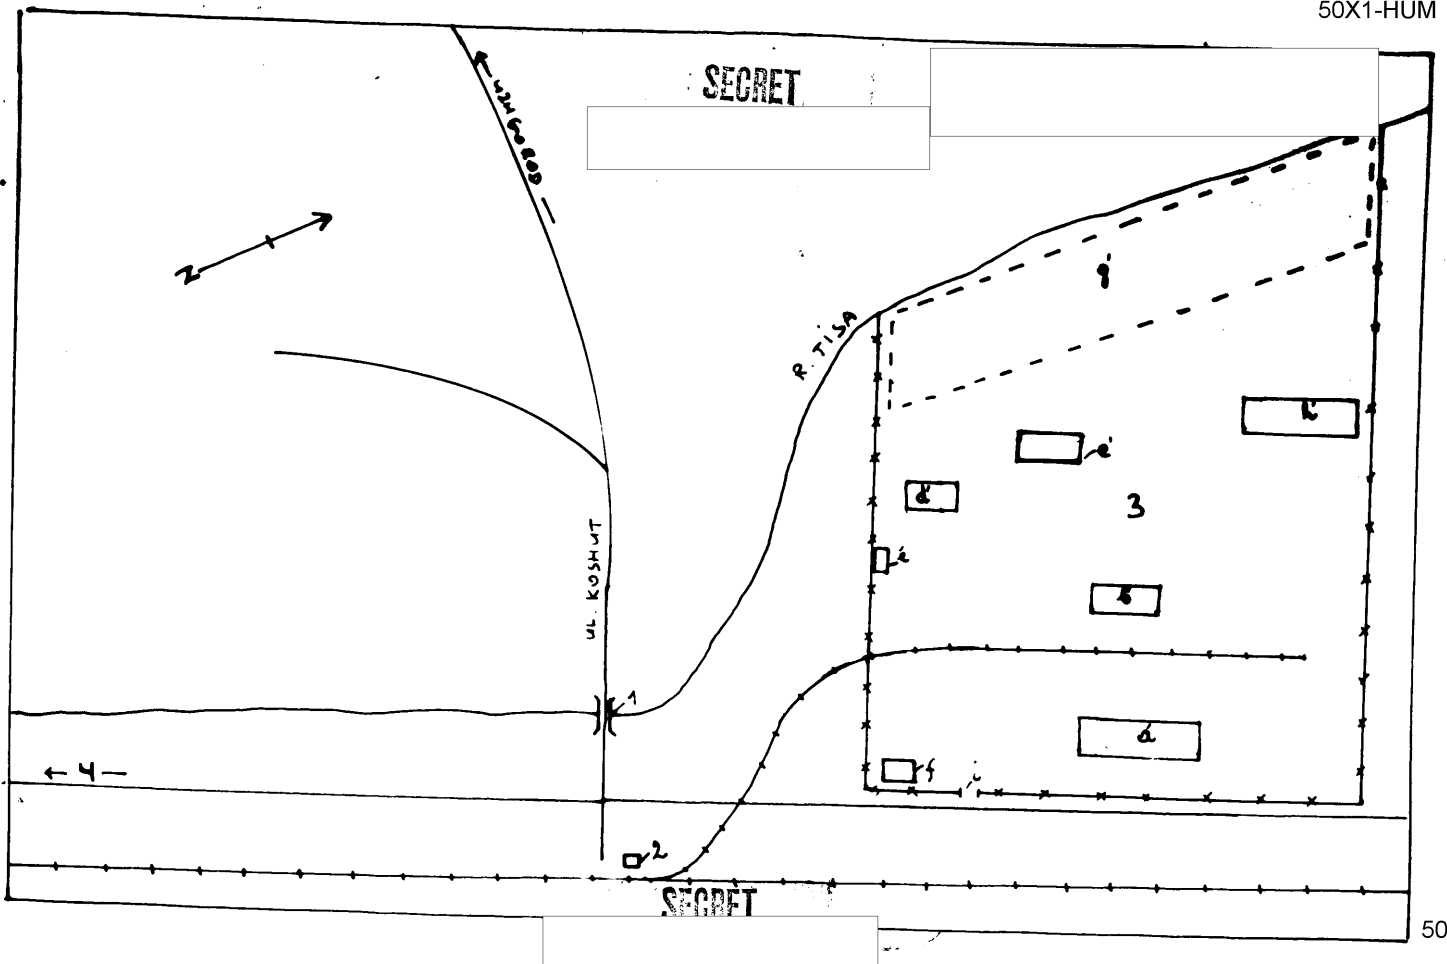 50X1-HUM
SECRET
UZHGOROD
N
R. TISA
g'
h'
e'
d'
3
UL. KOSHUT
1
4
f
i
2
SECRET
50